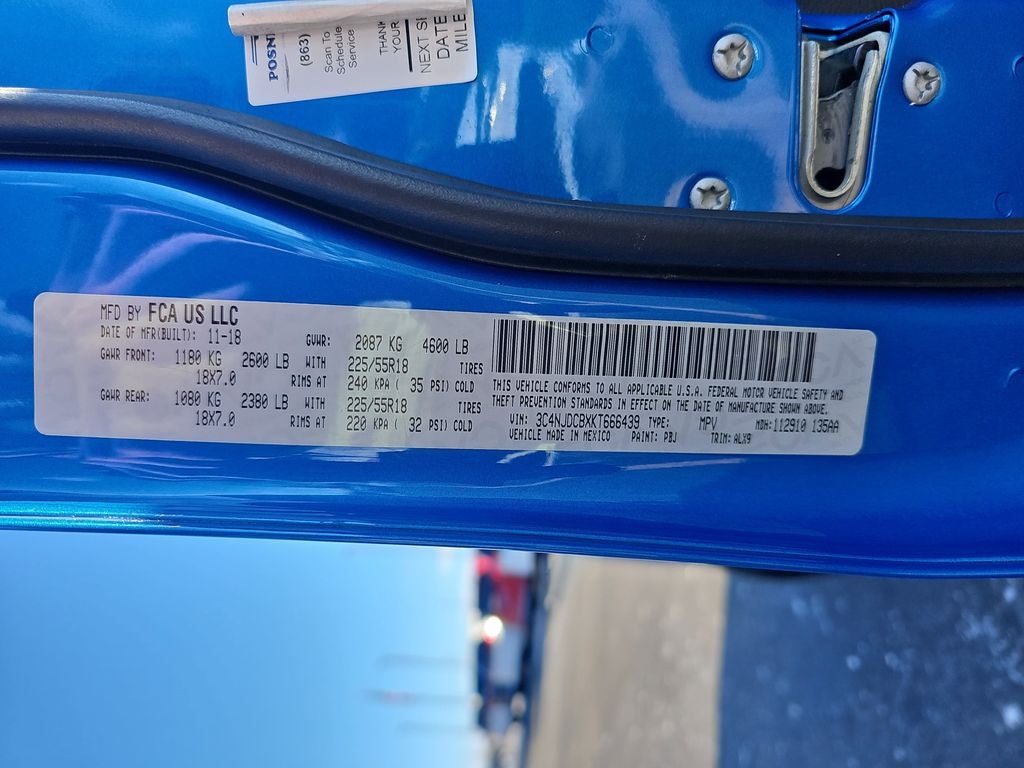 POSN
(863)
Scan To
Schedule
Service
THAN
YOUR
NEXT S
DATE
MILE
MFD BY FCA US LLC
DATE OF MFR(BUILT): 11-18 GVWR: 2087 KG 4600 LB
GAWR FRONT: 1180 KG 2600 LB WITH 225/55R18 TIRES
18X7.0 RIMS AT 240 KPA ( 35 PSI) COLD
GAWR REAR: 1080 KG 2380 LB WITH 225/55R18 TIRES
18X7.0 RIMS AT 220 KPA ( 32 PSI) COLD
THIS VEHICLE CONFORMS TO ALL APPLICABLE U.S.A. FEDERAL MOTOR VEHICLE SAFETY AND
THEFT PREVENTION STANDARDS IN EFFECT ON THE DATE OF MANUFACTURE SHOWN ABOVE.
VIN: 3C4NJDCBXKT666439 TYPE: MPV MDH: 112910 135AA
VEHICLE MADE IN MEXICO PAINT: PBJ TRIM: ALX9